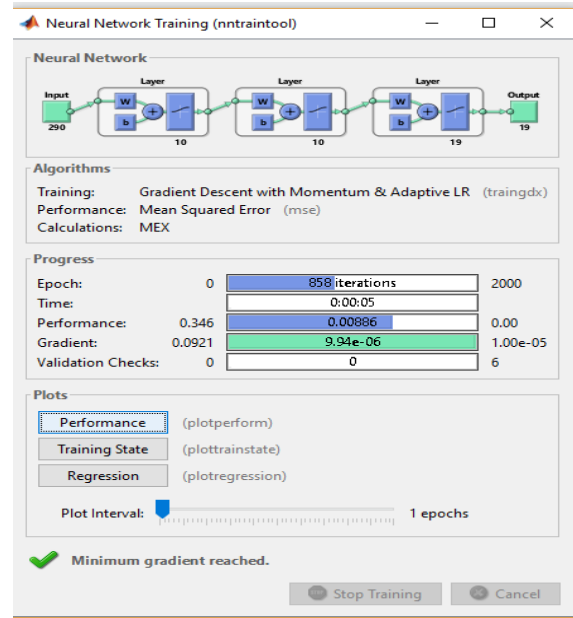 Neural Network Training (nntraintool)
Neural Network
Layer Layer Layer
Input Output
W W W
b b b
290 19
10 10 19
Algorithms
Training: Gradient Descent with Momentum & Adaptive LR (traingdx)
Performance: Mean Squared Error (mse)
Calculations: MEX
Progress
Epoch: 0 858 iterations 2000
Time: 0:00:05
Performance: 0.346 0.00886 0.00
Gradient: 0.0921 9.94e-06 1.00e-05
Validation Checks: 0 0 6
Plots
Performance (plotperform)
Training State (plottrainstate)
Regression (plotregression)
Plot Interval: 1 epochs
Minimum gradient reached.
Stop Training Cancel